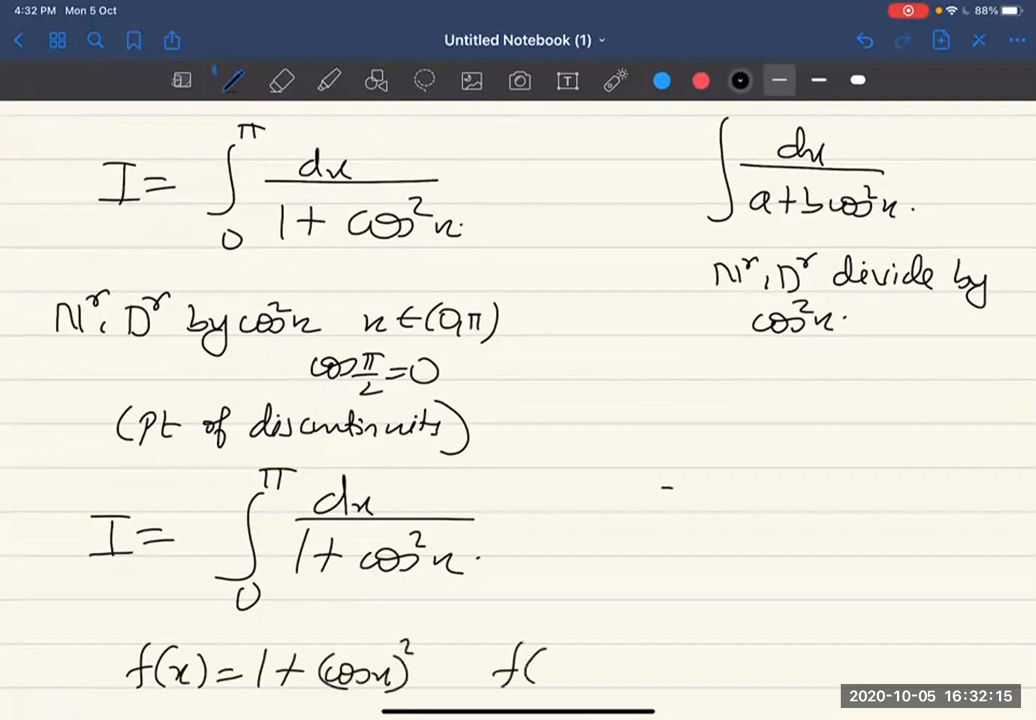 4:32 PM Mon 5 Oct
88%
Untitled Notebook (1)
I = ∫₀^π dx / (1 + cos²x.)
∫ dx / (a + b cos²x.)
Nʳ, Dʳ divide by
cos²x.
Nʳ, Dʳ by cos²x x ∈ (0, π)
cos π/2 = 0
(Pt of discontinuity)
I = ∫₀^π dx / (1 + cos²x.)
-
f(x) = 1 + (cosx)² f(
2020-10-05 16:32:15